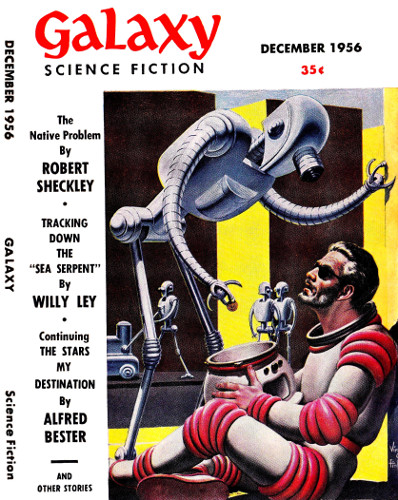 DECEMBER 1956
GALAXY
Science Fiction
Galaxy
SCIENCE FICTION
DECEMBER 1956
35¢
The
Native Problem
By
ROBERT
SHECKLEY
•
TRACKING
DOWN
THE
"SEA SERPENT"
By
WILLY LEY
•
Continuing
THE STARS
MY
DESTINATION
By
ALFRED
BESTER
AND
OTHER STORIES